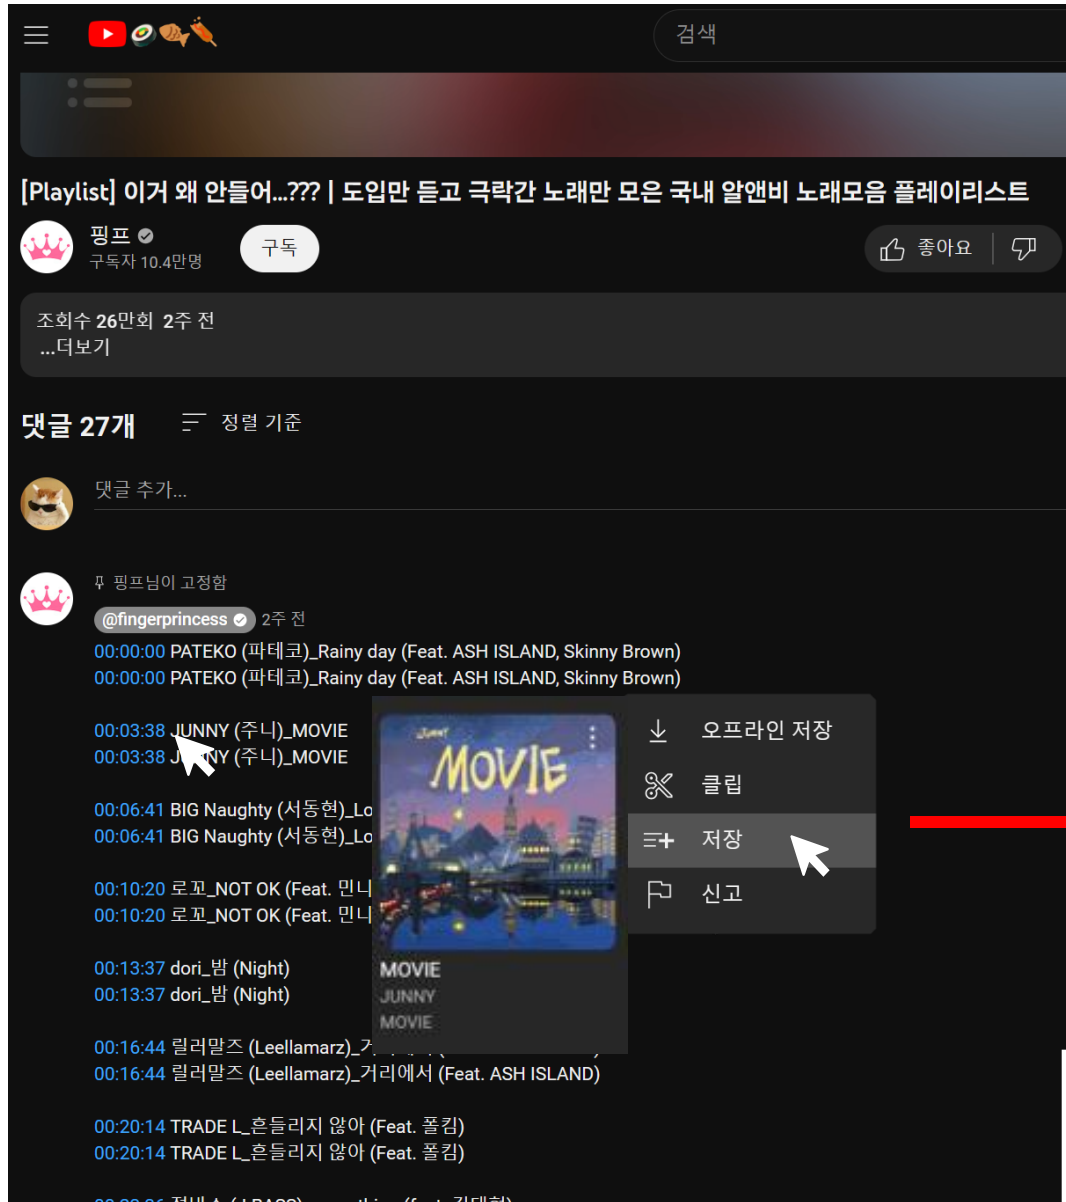 검색
[Playlist] 이거 왜 안들어...??? | 도입만 듣고 극락간 노래만 모은 국내 알앤비 노래모음 플레이리스트
핑프
구독자 10.4만명
구독
좋아요
조회수 26만회 2주 전
...더보기
댓글 27개
정렬 기준
댓글 추가...
핑프님이 고정함
@fingerprincess 2주 전
00:00:00 PATEKO (파테코)_Rainy day (Feat. ASH ISLAND, Skinny Brown)
00:00:00 PATEKO (파테코)_Rainy day (Feat. ASH ISLAND, Skinny Brown)
00:03:38 JUNNY (주니)_MOVIE
00:03:38 JUNNY (주니)_MOVIE
00:06:41 BIG Naughty (서동현)_Lo
00:06:41 BIG Naughty (서동현)_Lo
00:10:20 로꼬_NOT OK (Feat. 민니
00:10:20 로꼬_NOT OK (Feat. 민니
00:13:37 dori_밤 (Night)
00:13:37 dori_밤 (Night)
00:16:44 릴러말즈 (Leellamarz)_거
00:16:44 릴러말즈 (Leellamarz)_거리에서 (Feat. ASH ISLAND)
00:20:14 TRADE L_흔들리지 않아 (Feat. 폴킴)
00:20:14 TRADE L_흔들리지 않아 (Feat. 폴킴)
JUNNY
MOVIE
MOVIE
JUNNY
MOVIE
오프라인 저장
클립
저장
신고